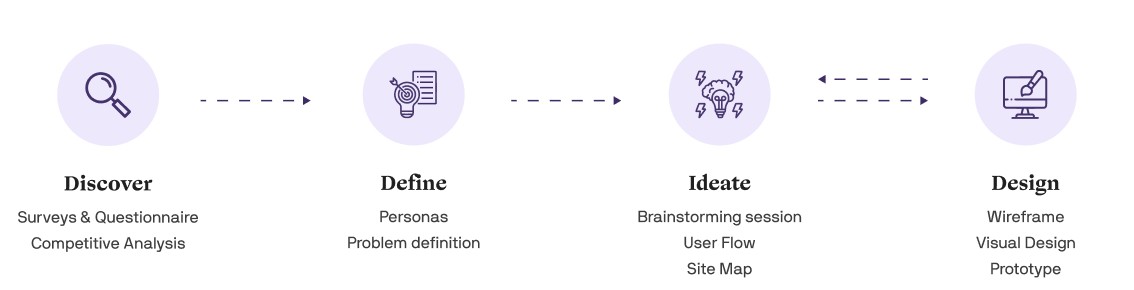 Discover
Surveys & Questionnaire
Competitive Analysis
Define
Personas
Problem definition
Ideate
Brainstorming session
User Flow
Site Map
Design
Wireframe
Visual Design
Prototype